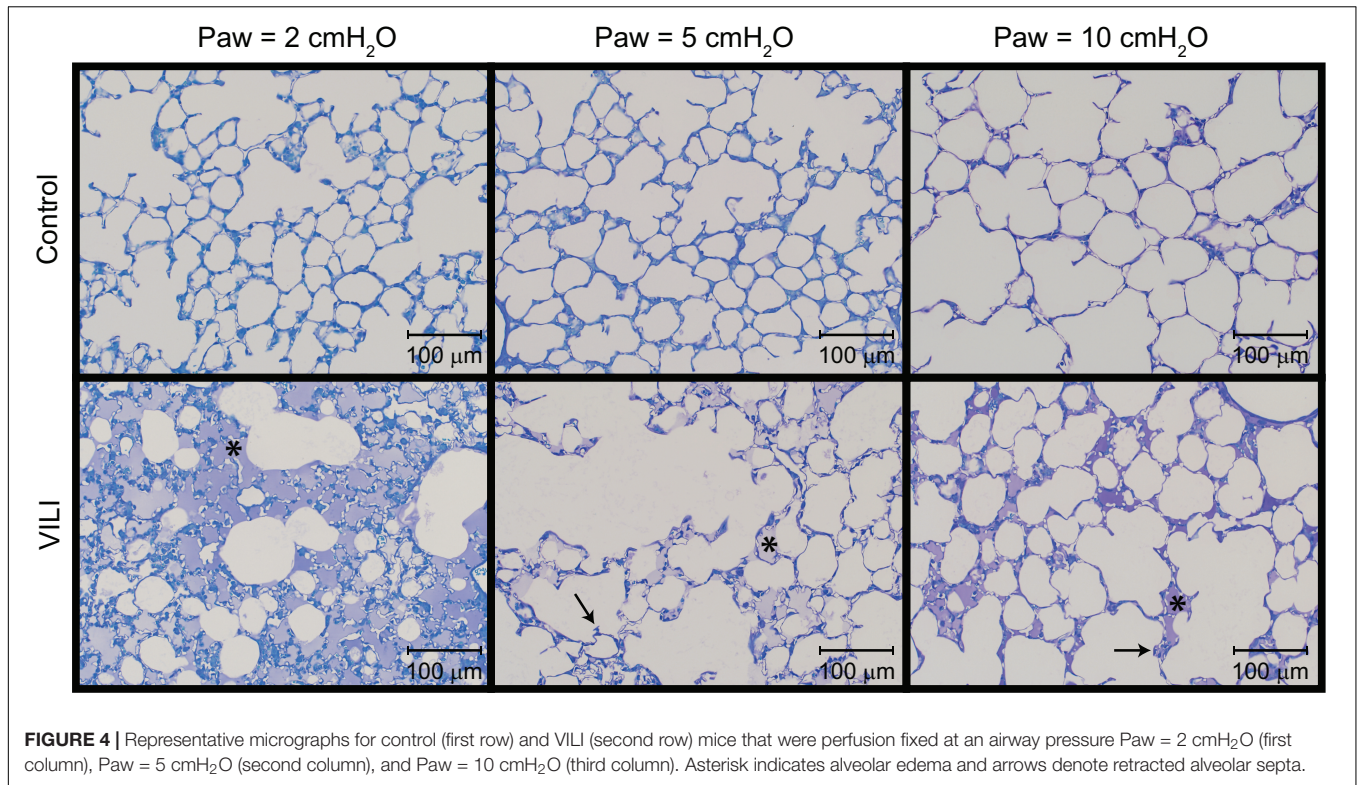 Paw = 2 cmH₂O Paw = 5 cmH₂O Paw = 10 cmH₂O
Control
100 µm 100 µm 100 µm
VILI
* * *
100 µm 100 µm 100 µm
FIGURE 4 | Representative micrographs for control (first row) and VILI (second row) mice that were perfusion fixed at an airway pressure Paw = 2 cmH₂O (first
column), Paw = 5 cmH₂O (second column), and Paw = 10 cmH₂O (third column). Asterisk indicates alveolar edema and arrows denote retracted alveolar septa.